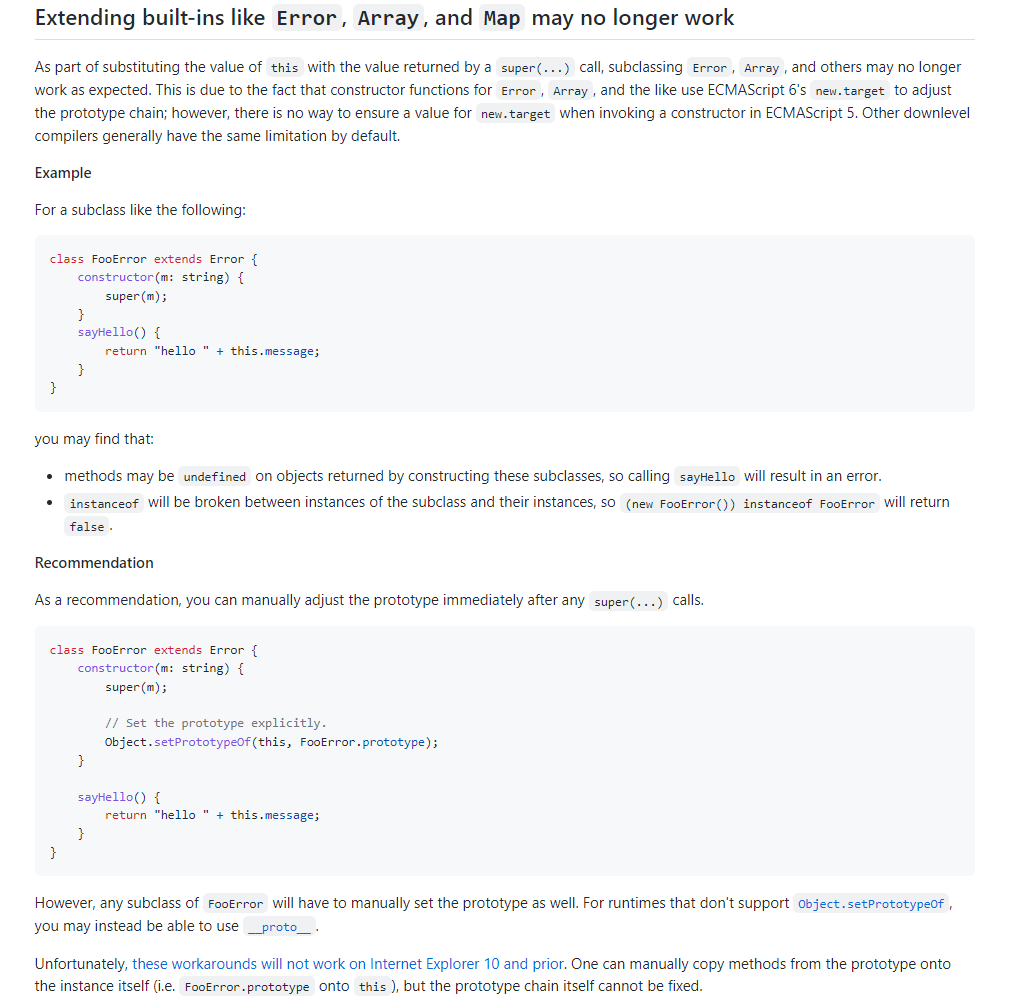 Extending built-ins like Error, Array, and Map may no longer work
As part of substituting the value of this with the value returned by a super(...) call, subclassing Error, Array, and others may no longer
work as expected. This is due to the fact that constructor functions for Error, Array, and the like use ECMAScript 6's new.target to adjust
the prototype chain; however, there is no way to ensure a value for new.target when invoking a constructor in ECMAScript 5. Other downlevel
compilers generally have the same limitation by default.
Example
For a subclass like the following:
class FooError extends Error {
    constructor(m: string) {
        super(m);
    }
    sayHello() {
        return "hello " + this.message;
    }
}
you may find that:
• methods may be undefined on objects returned by constructing these subclasses, so calling sayHello will result in an error.
• instanceof will be broken between instances of the subclass and their instances, so (new FooError()) instanceof FooError will return
false.
Recommendation
As a recommendation, you can manually adjust the prototype immediately after any super(...) calls.
class FooError extends Error {
    constructor(m: string) {
        super(m);
        // Set the prototype explicitly.
        Object.setPrototypeOf(this, FooError.prototype);
    }
    sayHello() {
        return "hello " + this.message;
    }
}
However, any subclass of FooError will have to manually set the prototype as well. For runtimes that don't support Object.setPrototypeOf,
you may instead be able to use __proto__.
Unfortunately, these workarounds will not work on Internet Explorer 10 and prior. One can manually copy methods from the prototype onto
the instance itself (i.e. FooError.prototype onto this), but the prototype chain itself cannot be fixed.